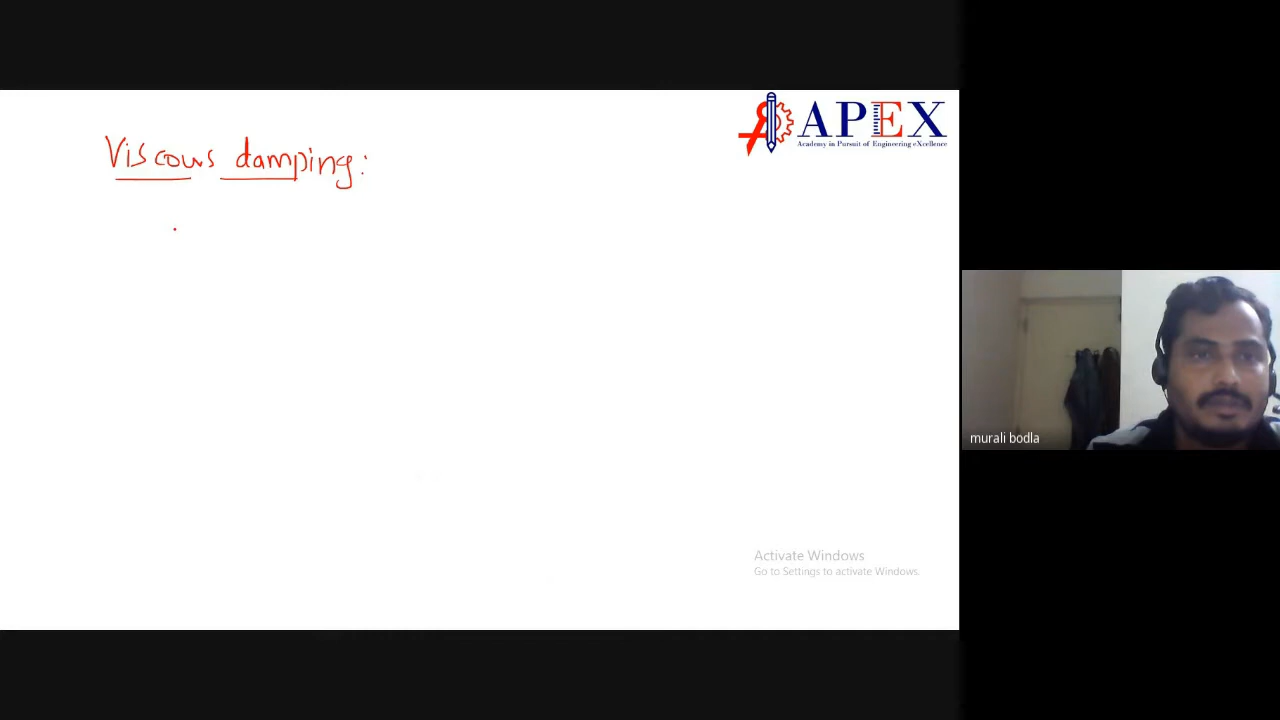 APEX
Academy in Pursuit of Engineering eXcellence
Viscous damping:
murali bodla
Activate Windows
Go to Settings to activate Windows.